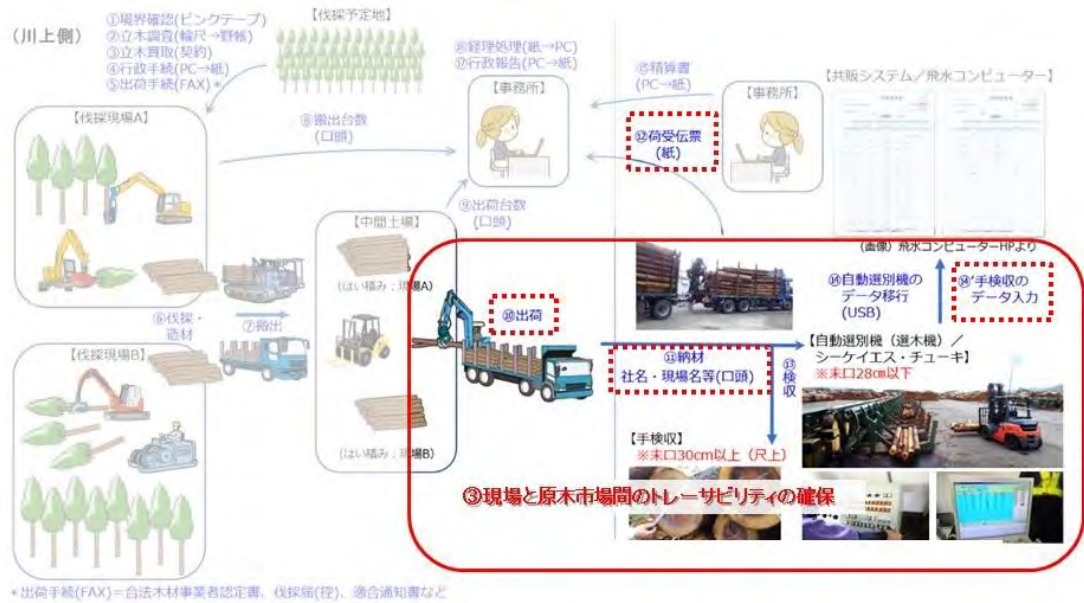 (川上側)
①境界確認(ピンクテープ)
②立木調査(輪尺→野帳)
③立木買取(契約)
④行政手続(PC→紙)
⑤出荷手続(FAX)*
【伐採予定地】
⑯経理処理(紙→PC)
⑰行政報告(PC→紙)
【事務所】
⑮精算書
(PC→紙)
【事務所】
【共販システム/飛水コンピューター】
【伐採現場A】
⑧搬出台数
(口頭)
⑫荷受伝票
(紙)
⑨出荷台数
(口頭)
【中間土場】
(はい積み:現場A)
(画像)飛水コンピューターHPより
⑩出荷
⑭自動選別機の
データ移行
(USB)
⑭'手検収の
データ入力
⑥伐採・
造材
⑦搬出
⑪納材
社名・現場名等(口頭)
⑬検収
【自動選別機(選木機)/
シーケイエス・チューキ】
※末口28cm以下
【伐採現場B】
(はい積み:現場B)
【手検収】
※末口30cm以上(尺上)
③現場と原木市場間のトレーサビリティの確保
*出荷手続(FAX)=合法木材事業者認定書、伐採届(控)、適合通知書など